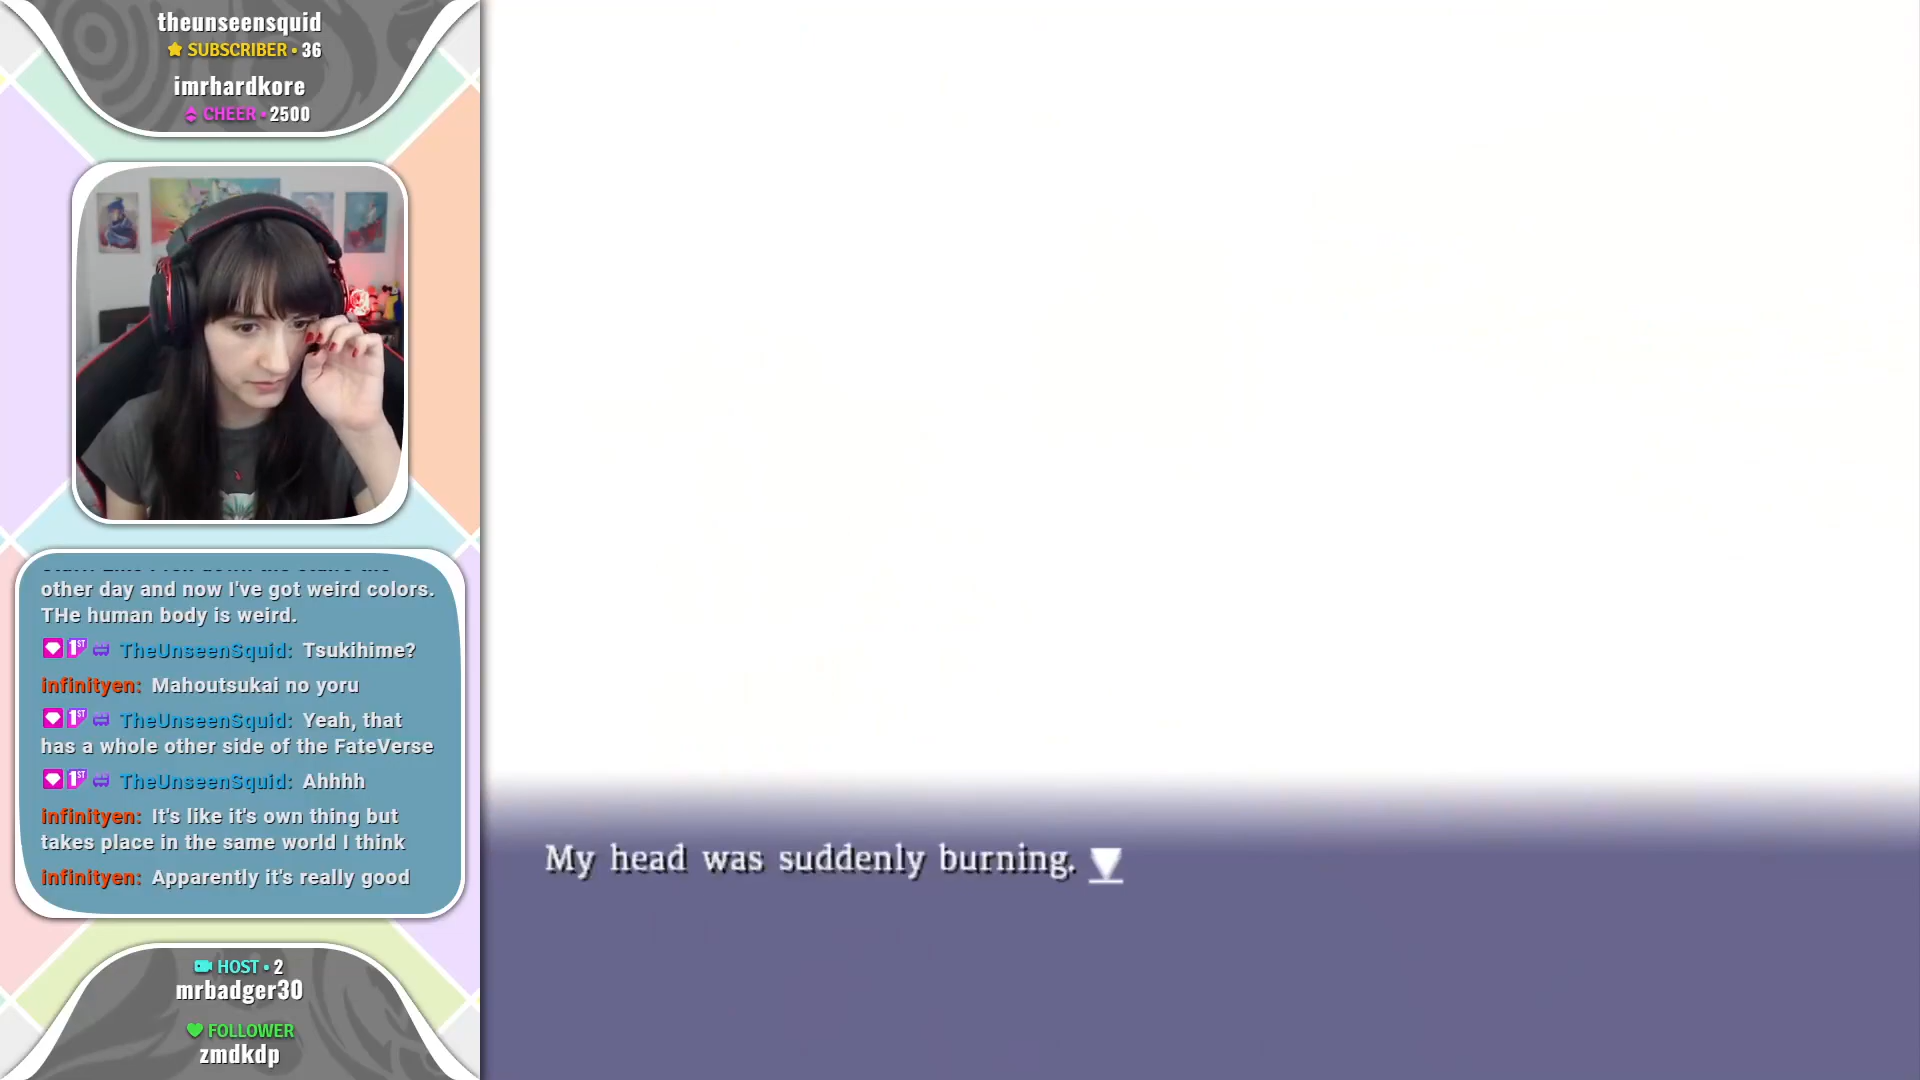 theunseensquid
SUBSCRIBER • 36
imrhardkore
CHEER • 2500
other day and now I've got weird colors.
THe human body is weird.
1ST TheUnseenSquid: Tsukihime?
infinityen: Mahoutsukai no yoru
1ST TheUnseenSquid: Yeah, that
has a whole other side of the FateVerse
1ST TheUnseenSquid: Ahhhh
infinityen: It's like it's own thing but
takes place in the same world I think
infinityen: Apparently it's really good
HOST • 2
mrbadger30
FOLLOWER
zmdkdp
My head was suddenly burning.